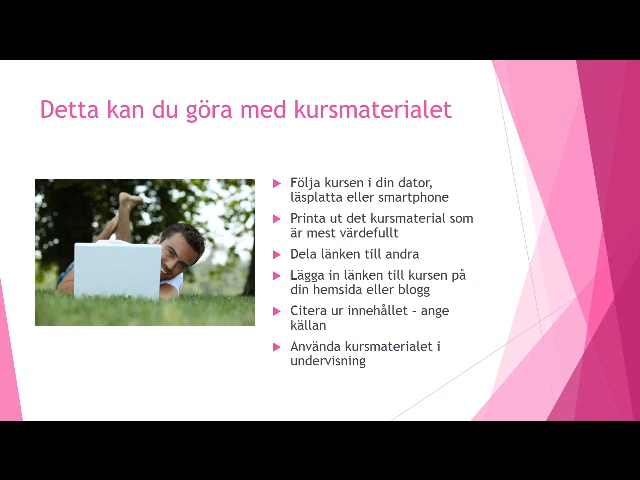 Detta kan du göra med kursmaterialet
Följa kursen i din dator,
läsplatta eller smartphone
Printa ut det kursmaterial som
är mest värdefullt
Dela länken till andra
Lägga in länken till kursen på
din hemsida eller blogg
Citera ur innehållet – ange
källan
Använda kursmaterialet i
undervisning